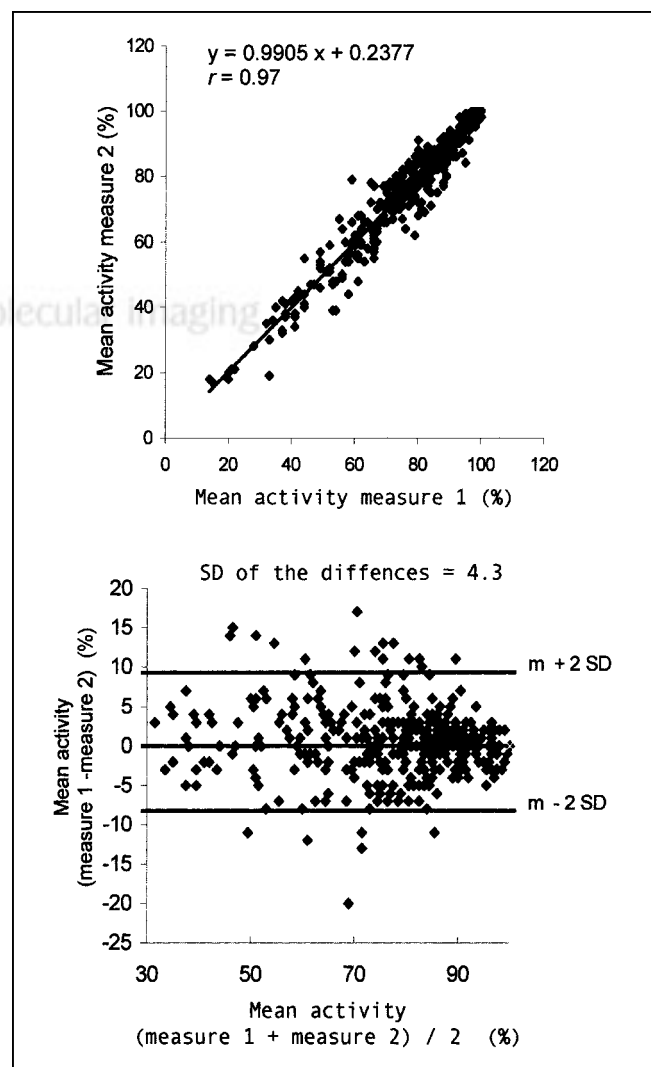 y = 0.9905 x + 0.2377
r = 0.97
120
100
80
60
40
20
0
Mean activity measure 2 (%)
0 20 40 60 80 100 120
Mean activity measure 1 (%)
olecular Imaging
SD of the diffences = 4.3
20
15
10
5
0
-5
-10
-15
-20
-25
Mean activity
(measure 1 -measure 2) (%)
m + 2 SD
m - 2 SD
30 50 70 90
Mean activity
(measure 1 + measure 2) / 2 (%)